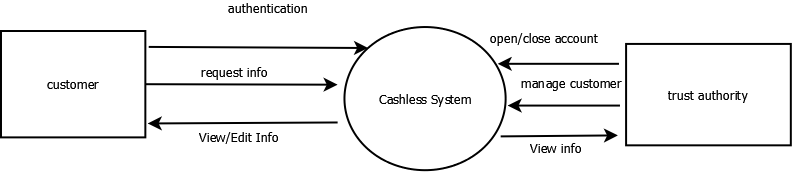 authentication
open/close account
request info
manage customer
customer
Cashless System
trust authority
View/Edit Info
View info